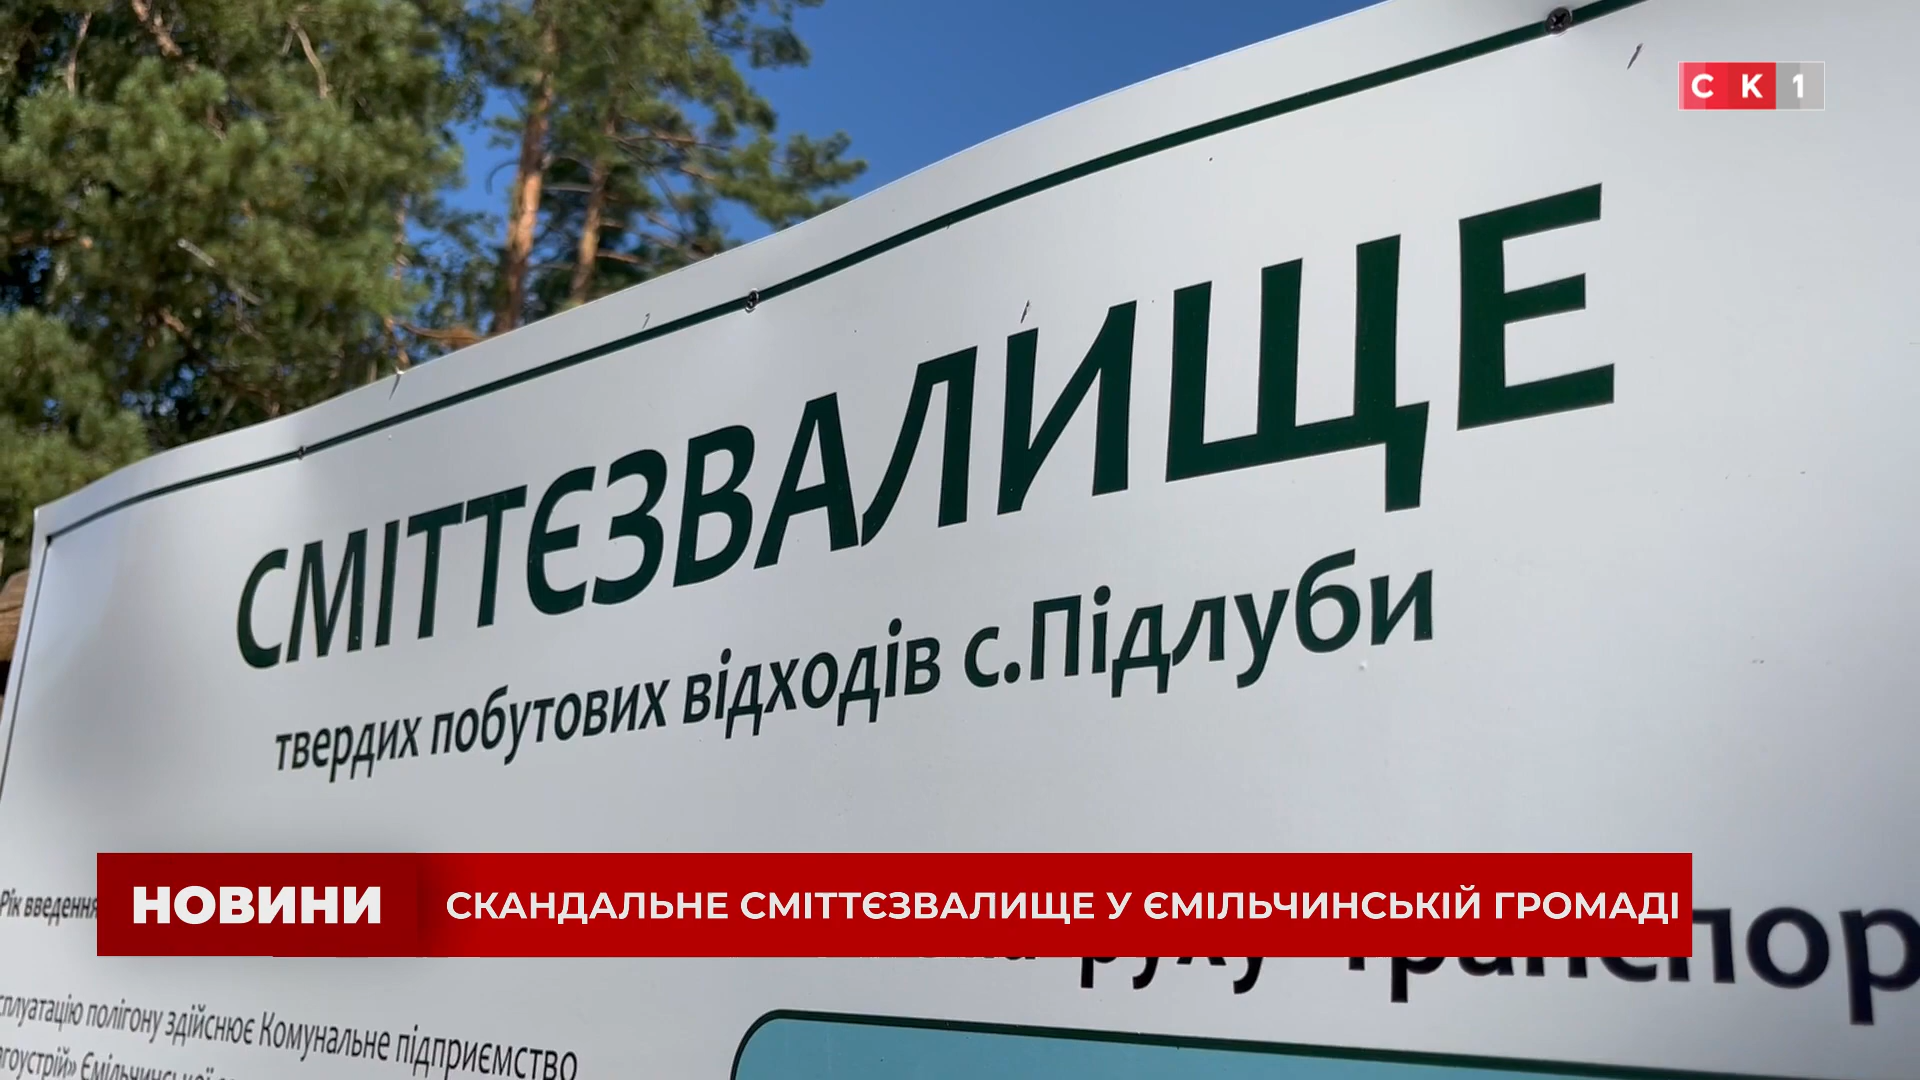 СК1
СМІТТЄЗВАЛИЩЕ
твердих побутових відходів с.Підлуби
Рік введення
НОВИНИ СКАНДАЛЬНЕ СМІТТЄЗВАЛИЩЕ У ЄМІЛЬЧИНСЬКІЙ ГРОМАДІ
руху транспор
сплуатацію полігону здійснює Комунальне підприємство